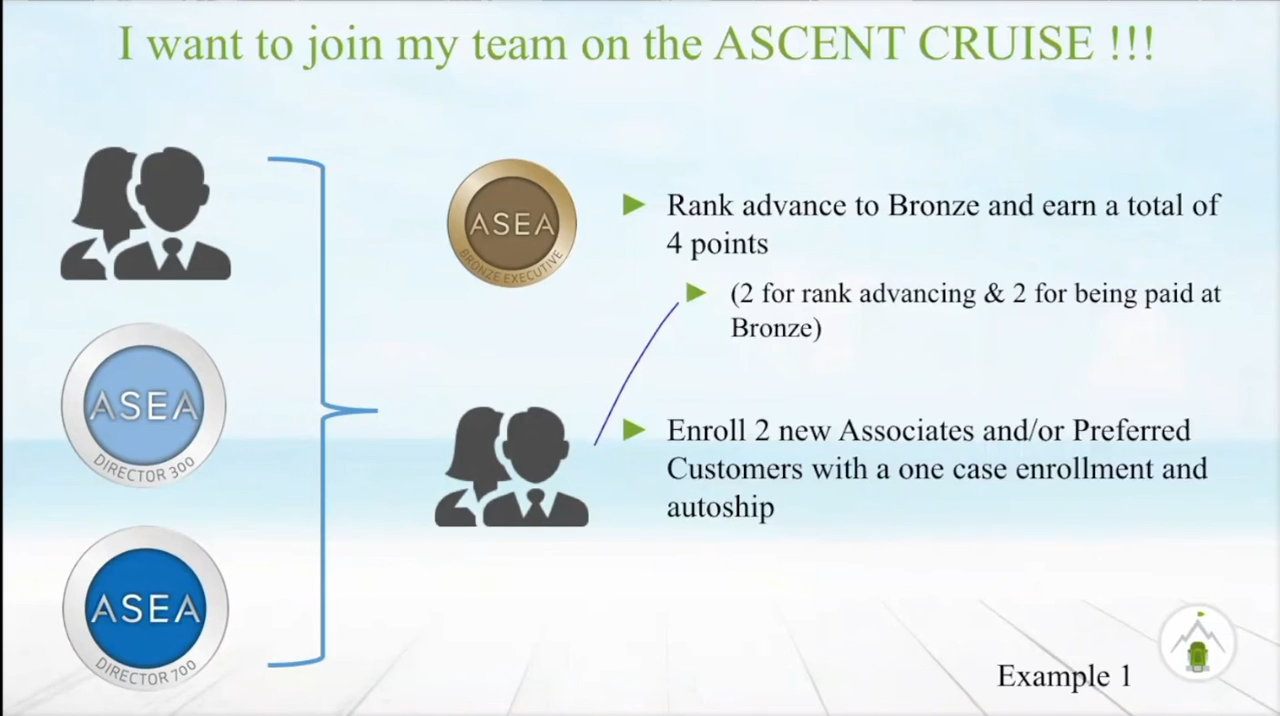 I want to join my team on the ASCENT CRUISE !!!
ASEA
BRONZE EXECUTIVE
Rank advance to Bronze and earn a total of
4 points
(2 for rank advancing & 2 for being paid at
Bronze)
ASEA
DIRECTOR 300
Enroll 2 new Associates and/or Preferred
Customers with a one case enrollment and
autoship
ASEA
DIRECTOR 700
Example 1